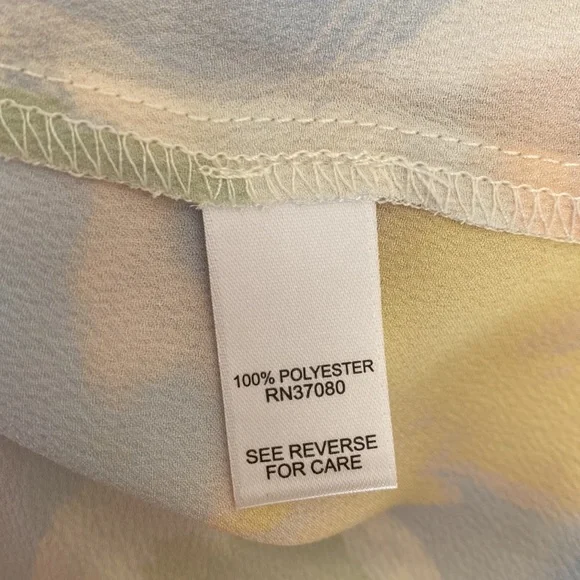 100% POLYESTER
RN37080
SEE REVERSE
FOR CARE